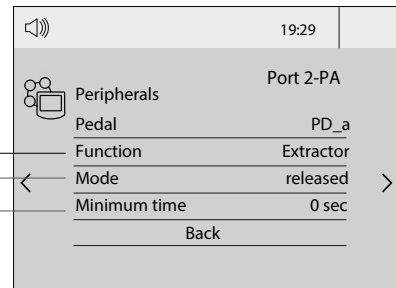 19:29
Port 2-PA
Peripherals
Pedal PD_a
Function Extractor
Mode released
Minimum time 0 sec
Back